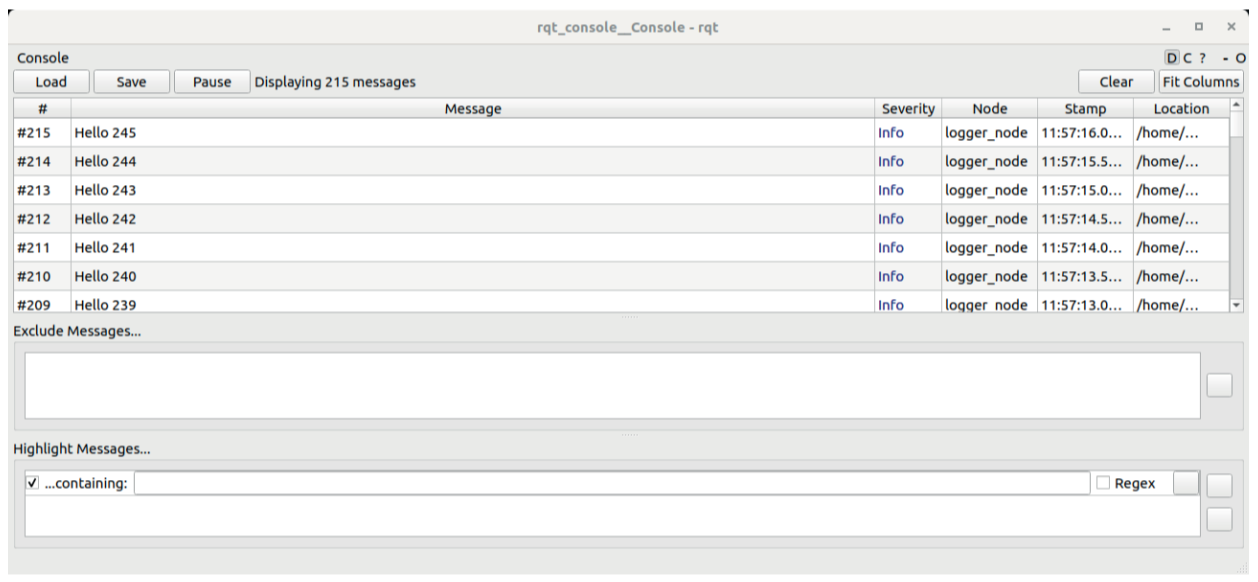 rqt_console__Console - rqt
Console D C ? - O
Load Save Pause Displaying 215 messages Clear Fit Columns
# Message Severity Node Stamp Location
#215 Hello 245 Info logger_node 11:57:16.0... /home/...
#214 Hello 244 Info logger_node 11:57:15.5... /home/...
#213 Hello 243 Info logger_node 11:57:15.0... /home/...
#212 Hello 242 Info logger_node 11:57:14.5... /home/...
#211 Hello 241 Info logger_node 11:57:14.0... /home/...
#210 Hello 240 Info logger_node 11:57:13.5... /home/...
#209 Hello 239 Info logger_node 11:57:13.0... /home/...
Exclude Messages...
Highlight Messages...
...containing: Regex